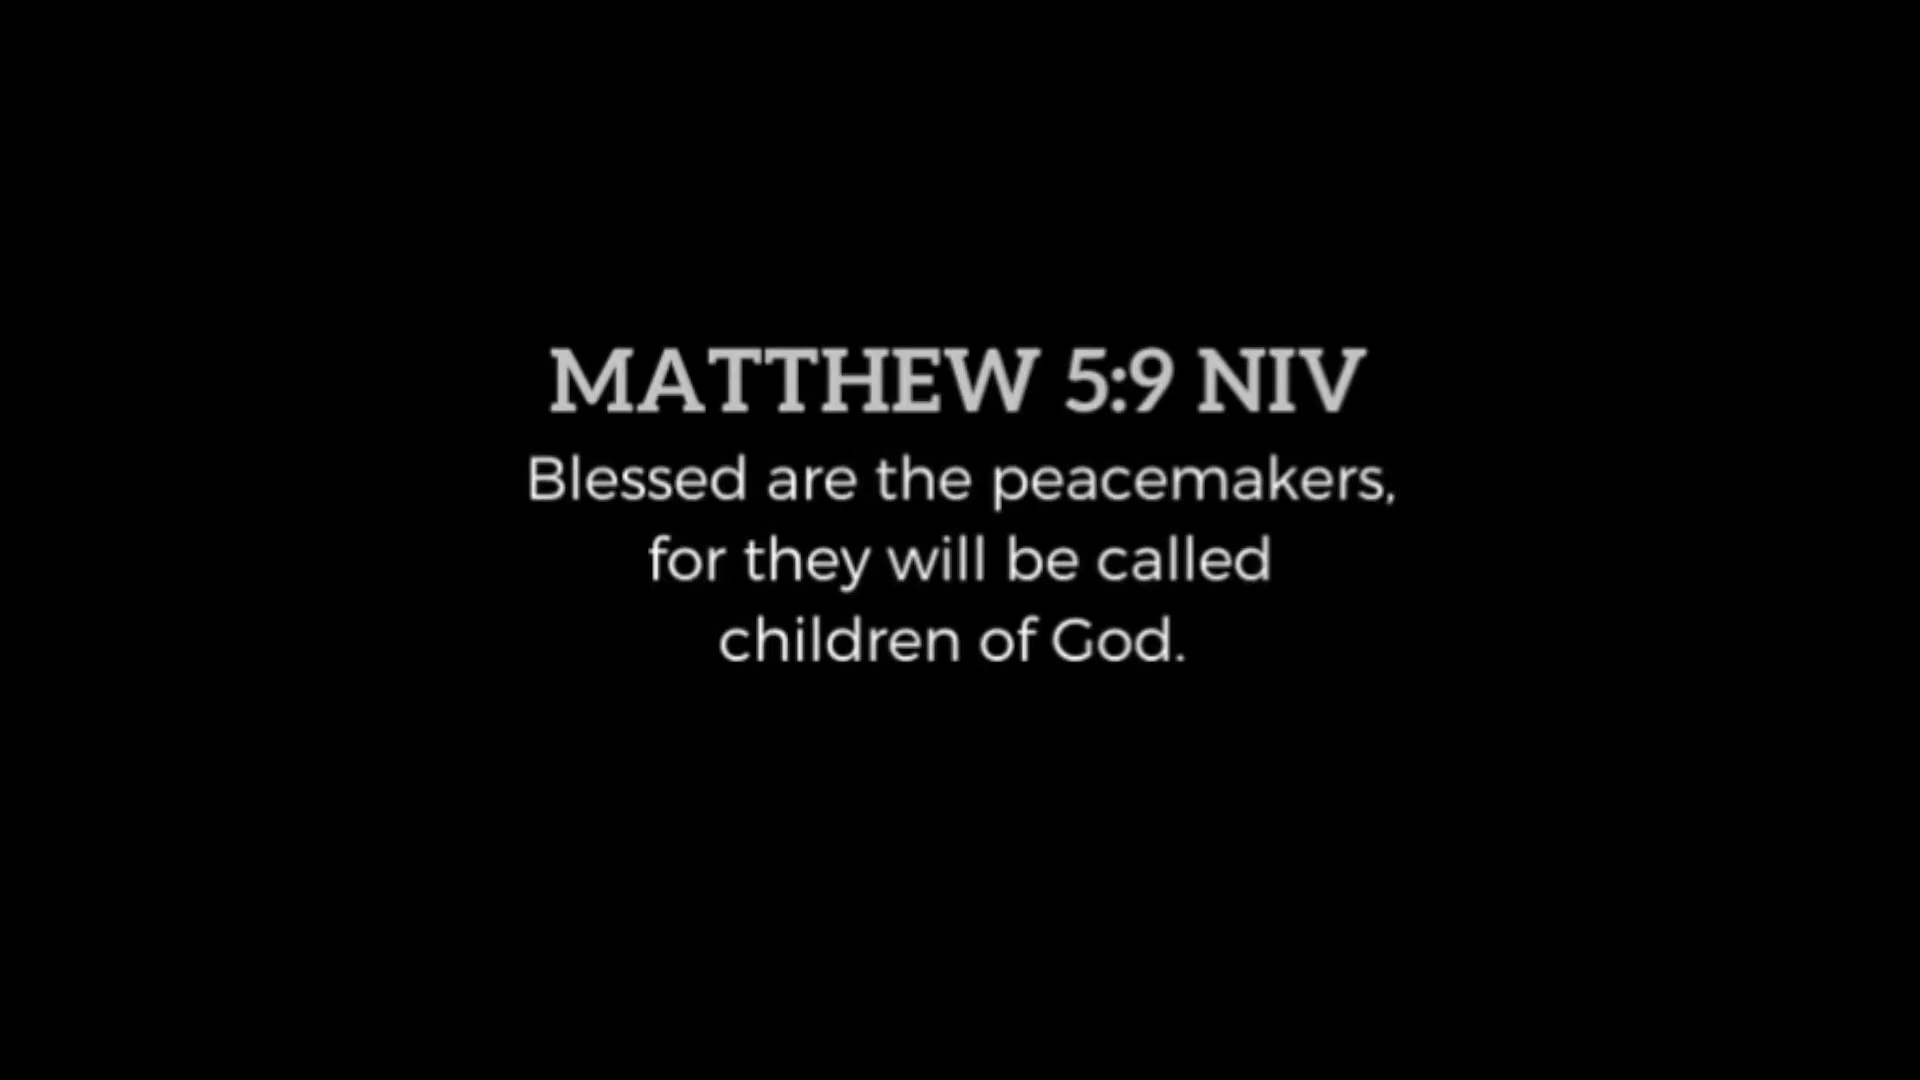 MATTHEW 5:9 NIV
Blessed are the peacemakers,
for they will be called
children of God.